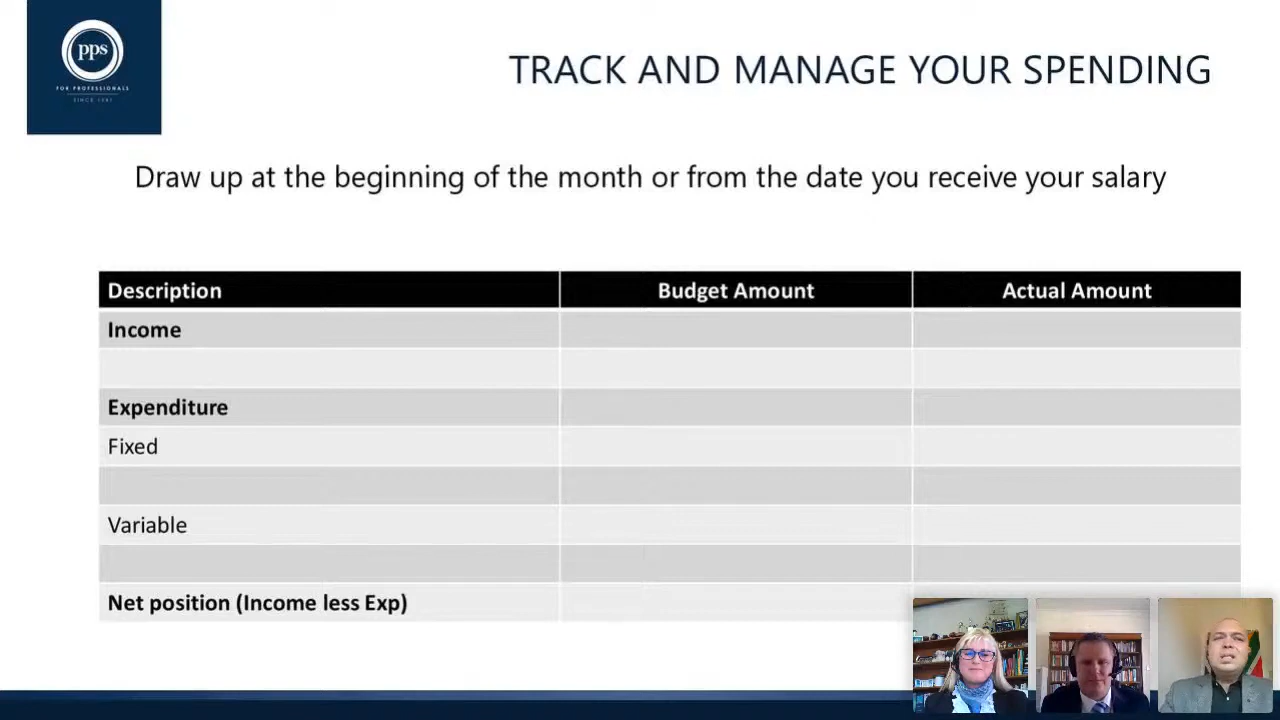 pps
FOR PROFESSIONALS
SINCE 1941
TRACK AND MANAGE YOUR SPENDING
Draw up at the beginning of the month or from the date you receive your salary
Description Budget Amount Actual Amount
Income
Expenditure
Fixed
Variable
Net position (Income less Exp)